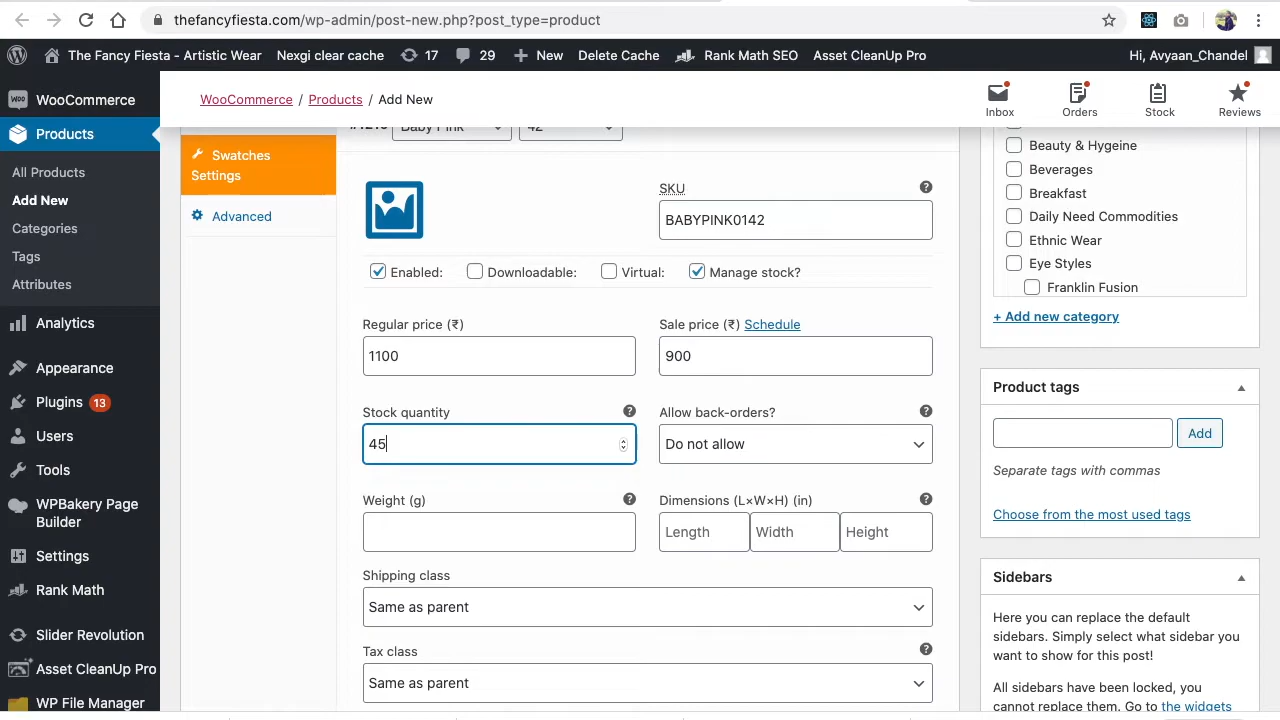 thefancyfiesta.com/wp-admin/post-new.php?post_type=product
The Fancy Fiesta - Artistic Wear Nexgi clear cache 17 29 New Delete Cache Rank Math SEO Asset CleanUp Pro Hi, Avyaan_Chandel
WooCommerce
Products
All Products
Add New
Categories
Tags
Attributes
Analytics
Appearance
Plugins 13
Users
Tools
WPBakery Page
Builder
Settings
Rank Math
Slider Revolution
Asset CleanUp Pro
WP File Manager
WooCommerce / Products / Add New
Inbox Orders Stock Reviews
Baby Pink 42
Swatches
Settings
Advanced
SKU
BABYPINK0142
Enabled: Downloadable: Virtual: Manage stock?
Regular price (₹) Sale price (₹) Schedule
1100 900
Stock quantity Allow back-orders?
45 Do not allow
Weight (g) Dimensions (L×W×H) (in)
Length Width Height
Shipping class
Same as parent
Tax class
Same as parent
Beauty & Hygeine
Beverages
Breakfast
Daily Need Commodities
Ethnic Wear
Eye Styles
Franklin Fusion
+ Add new category
Product tags
Add
Separate tags with commas
Choose from the most used tags
Sidebars
Here you can replace the default
sidebars. Simply select what sidebar you
want to show for this post!
All sidebars have been locked, you
cannot replace them. Go to the widgets